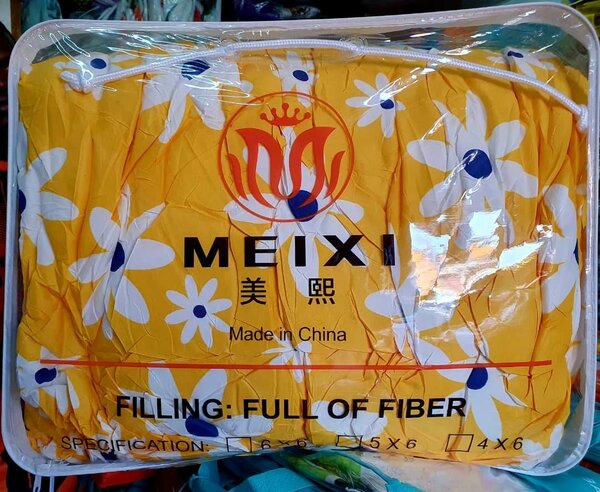 MEIXI
美熙
Made in China
FILLING: FULL OF FIBER
SPECIFICATION: 6 X 6 5 X 6 4 X 6